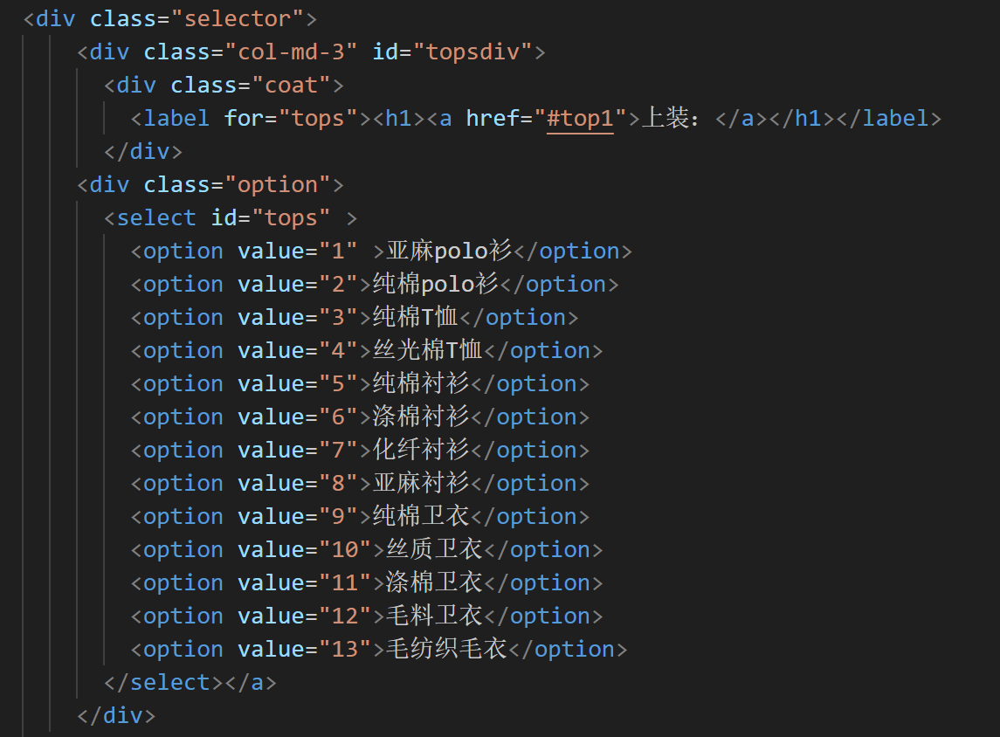 <div class="selector">
<div class="col-md-3" id="topsdiv">
<div class="coat">
<label for="tops"><h1><a href="#top1">上装：</a></h1></label>
</div>
<div class="option">
<select id="tops" >
<option value="1" >亚麻polo衫</option>
<option value="2">纯棉polo衫</option>
<option value="3">纯棉T恤</option>
<option value="4">丝光棉T恤</option>
<option value="5">纯棉衬衫</option>
<option value="6">涤棉衬衫</option>
<option value="7">化纤衬衫</option>
<option value="8">亚麻衬衫</option>
<option value="9">纯棉卫衣</option>
<option value="10">丝质卫衣</option>
<option value="11">涤棉卫衣</option>
<option value="12">毛料卫衣</option>
<option value="13">毛纺织毛衣</option>
</select></a>
</div>